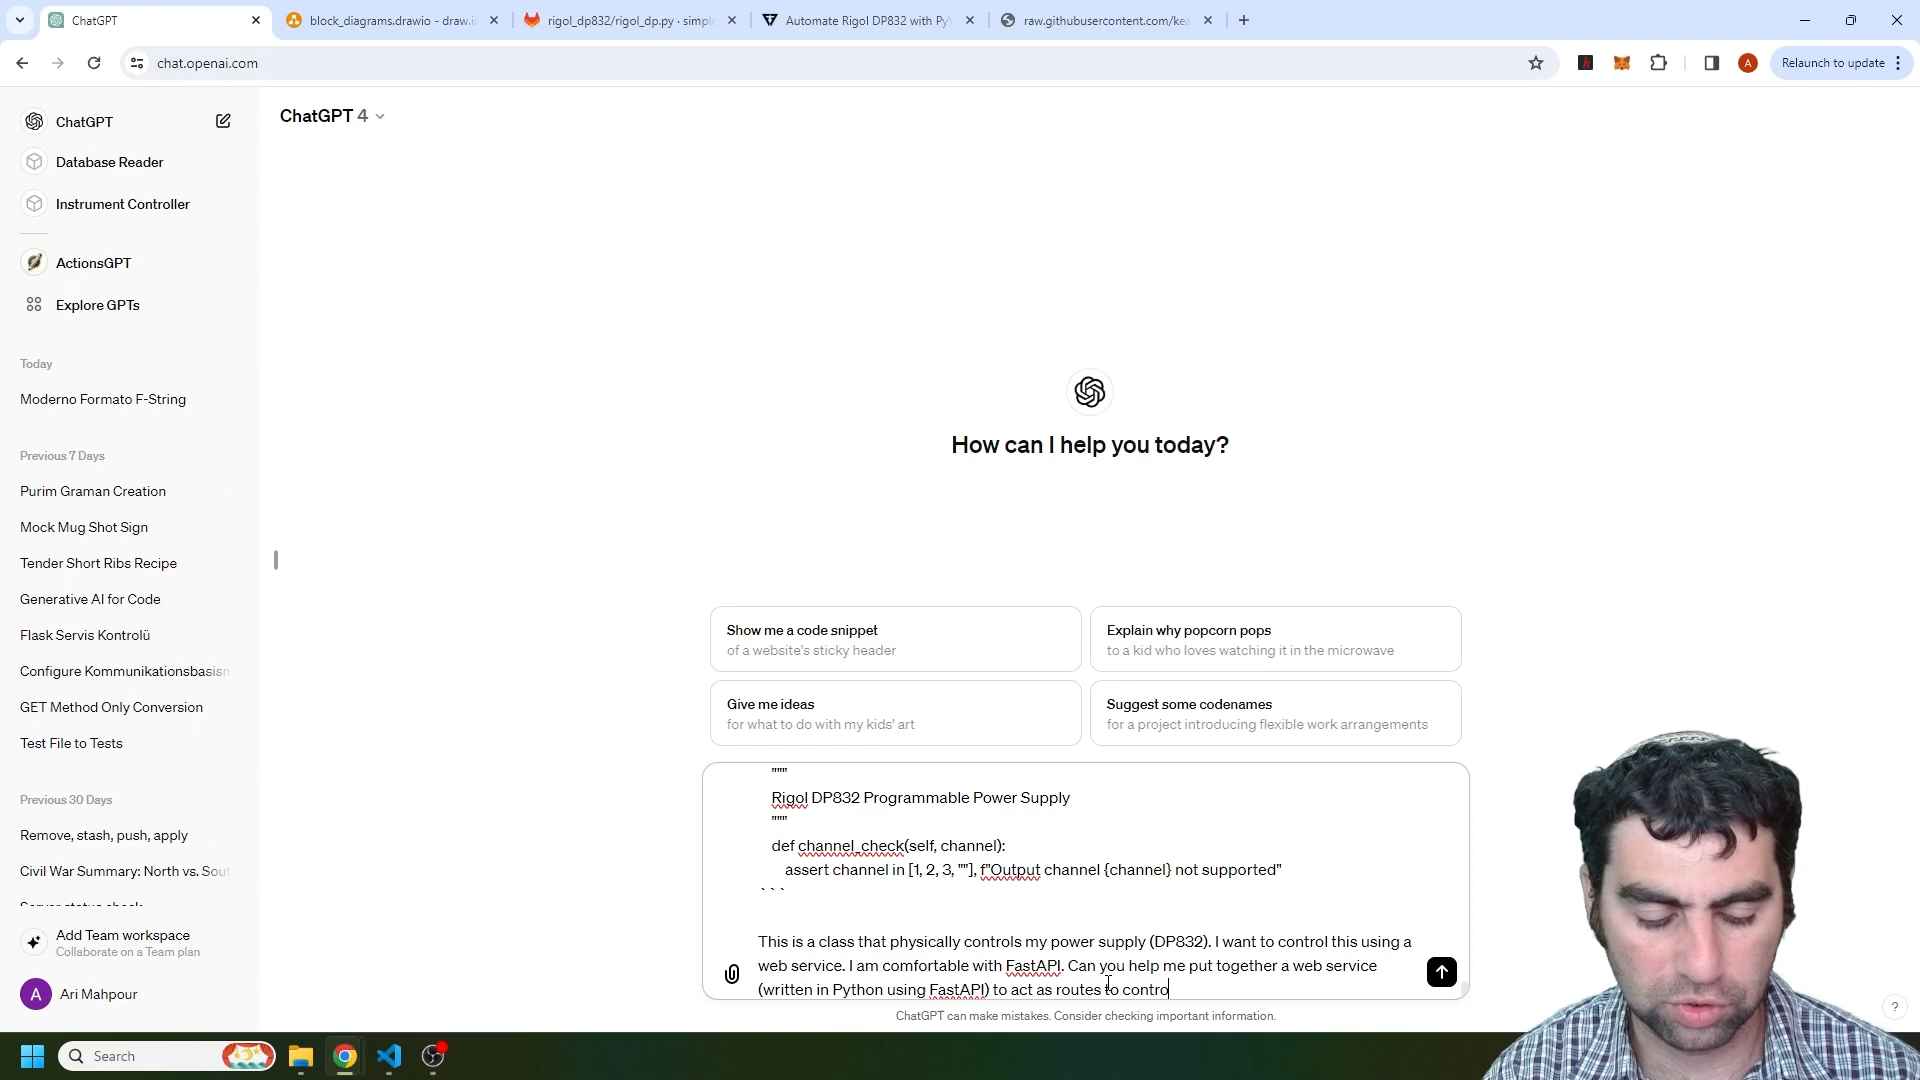 ChatGPT
block_diagrams.drawio - draw.i
rigol_dp832/rigol_dp.py · simple
Automate Rigol DP832 with PyV
raw.githubusercontent.com/kea
chat.openai.com
A
Relaunch to update
ChatGPT
Database Reader
Instrument Controller
ActionsGPT
Explore GPTs
Today
Moderno Formato F-String
Previous 7 Days
Purim Graman Creation
Mock Mug Shot Sign
Tender Short Ribs Recipe
Generative AI for Code
Flask Servis Kontrolü
Configure Kommunikationsbasism
GET Method Only Conversion
Test File to Tests
Previous 30 Days
Remove, stash, push, apply
Civil War Summary: North vs. Sout
Add Team workspace
Collaborate on a Team plan
A
Ari Mahpour
ChatGPT 4
How can I help you today?
Show me a code snippet
of a website's sticky header
Explain why popcorn pops
to a kid who loves watching it in the microwave
Give me ideas
for what to do with my kids' art
Suggest some codenames
for a project introducing flexible work arrangements
"""
Rigol DP832 Programmable Power Supply
"""
def channel_check(self, channel):
assert channel in [1, 2, 3, ""], f"Output channel {channel} not supported"
```
This is a class that physically controls my power supply (DP832). I want to control this using a
web service. I am comfortable with FastAPI. Can you help me put together a web service
(written in Python using FastAPI) to act as routes to contro
ChatGPT can make mistakes. Consider checking important information.
?
Search